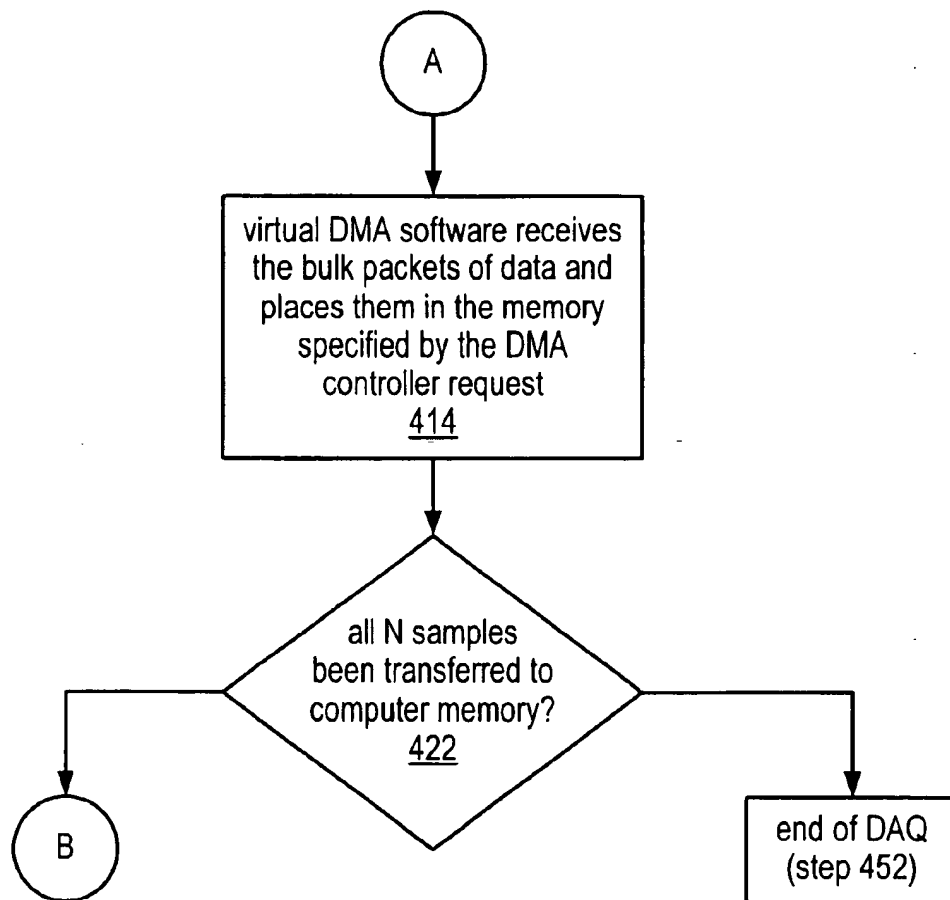 A
virtual DMA software receives
the bulk packets of data and
places them in the memory
specified by the DMA
controller request
414
all N samples
been transferred to
computer memory?
422
B
end of DAQ
(step 452)